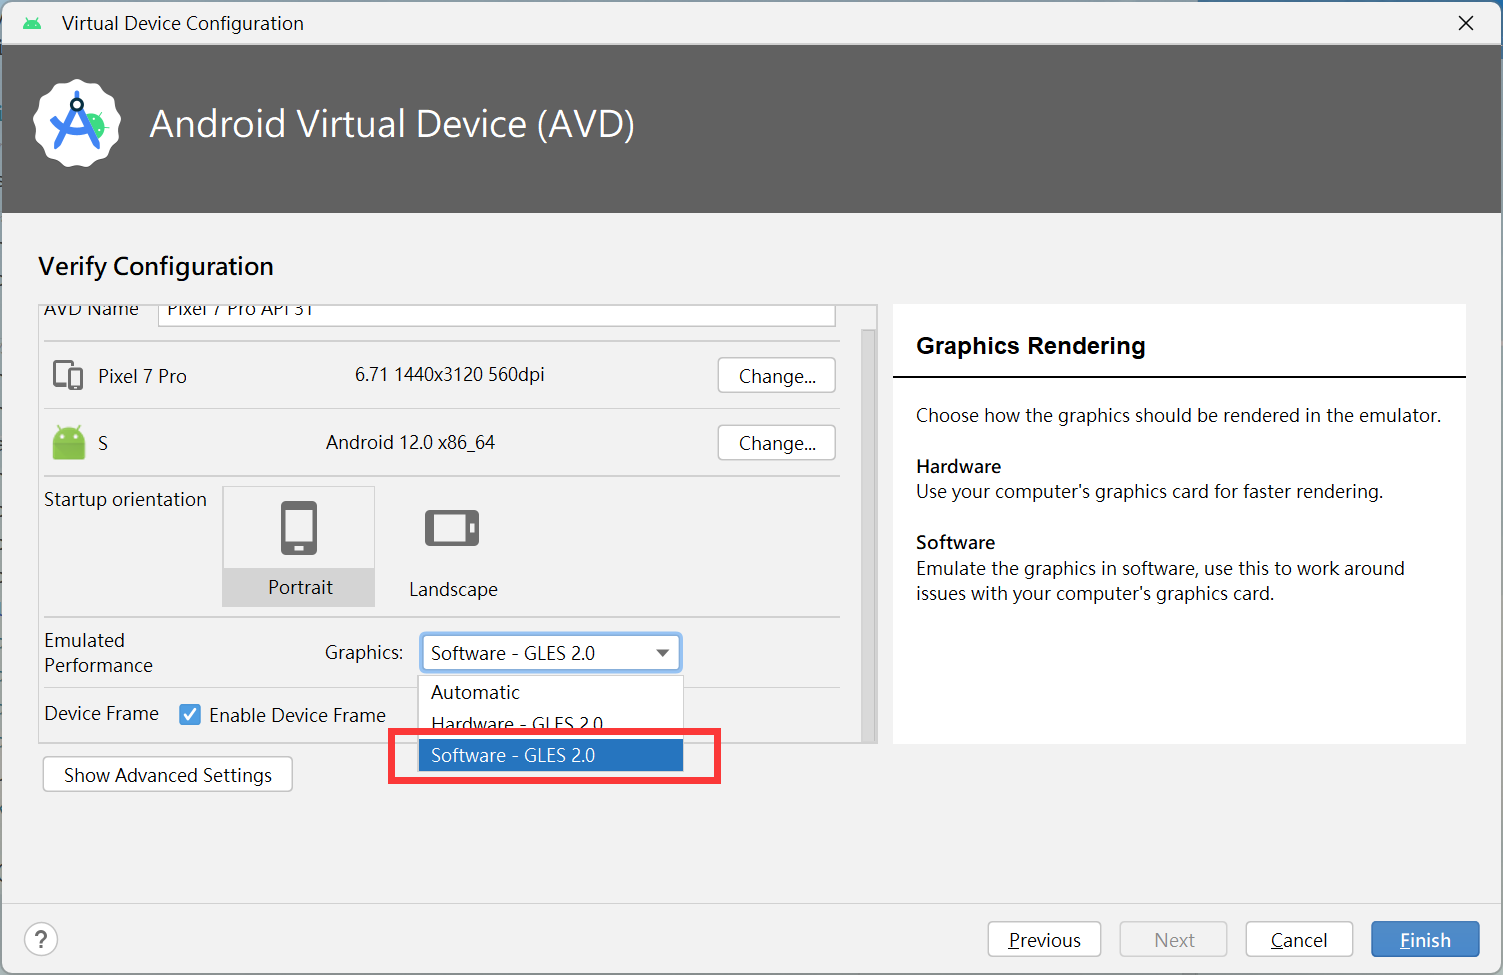 Virtual Device Configuration
Android Virtual Device (AVD)
Verify Configuration
AVD Name Pixel 7 Pro API 31
Pixel 7 Pro 6.71 1440x3120 560dpi Change...
S Android 12.0 x86_64 Change...
Startup orientation
Portrait
Landscape
Emulated Performance
Graphics: Software - GLES 2.0
Automatic
Hardware - GLES 2.0
Software - GLES 2.0
Device Frame Enable Device Frame
Show Advanced Settings
Graphics Rendering
Choose how the graphics should be rendered in the emulator.
Hardware
Use your computer's graphics card for faster rendering.
Software
Emulate the graphics in software, use this to work around
issues with your computer's graphics card.
? Previous Next Cancel Finish